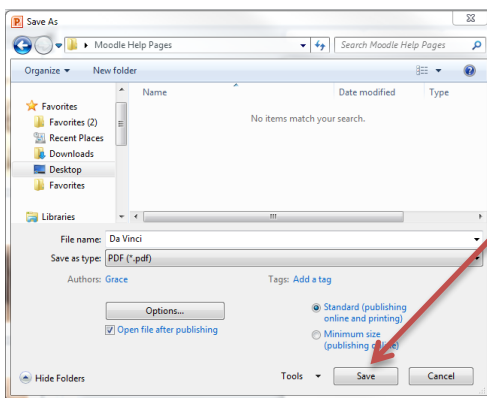 Save As
Moodle Help Pages
Search Moodle Help Pages
Organize
New folder
Name
Date modified
Type
Favorites
Favorites (2)
Recent Places
Downloads
Desktop
Favorites
Libraries
No items match your search.
File name: Da Vinci
Save as type: PDF (*.pdf)
Authors: Grace
Tags: Add a tag
Options...
Open file after publishing
Standard (publishing
online and printing)
Minimum size
(publishing online)
Hide Folders
Tools
Save
Cancel